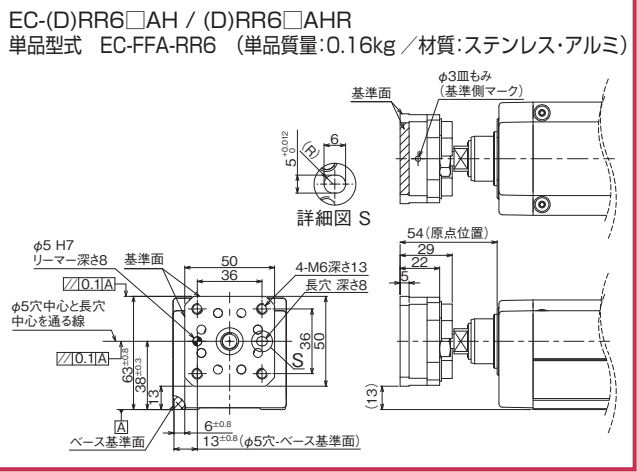 EC-(D)RR6□AH / (D)RR6□AHR
単品型式 EC-FFA-RR6 (単品質量:0.16kg/材質:ステンレス・アルミ)
φ3皿もみ
(基準側マーク)
基準面
6
(R)
5 +0.012 0
詳細図 S
54(原点位置)
29
22
5
φ5 H7
リーマー深さ8
基準面
50
36
4-M6深さ13
長穴 深さ8
//0.1A
φ5穴中心と長穴
中心を通る線
//0.1A
63±0.8
38±0.3
13
36
50
S
(13)
A
ベース基準面
6±0.8
13±0.8(φ5穴-ベース基準面)